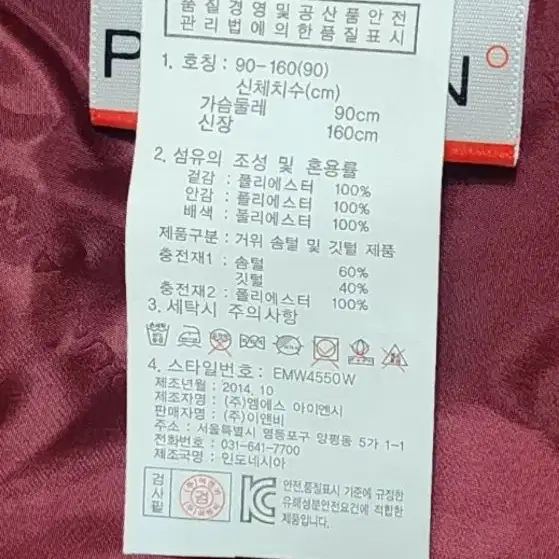 품질경영및공산품안전
관리법에의한품질표시
P N
1. 호칭 : 90-160(90)
신체치수(cm)
가슴둘레 90cm
신장 160cm
2. 섬유의 조성 및 혼용률
겉감 : 폴리에스터 100%
안감 : 폴리에스터 100%
배색 : 폴리에스터 100%
제품구분 : 거위 솜털 및 깃털 제품
충전재1 : 솜털 60%
깃털 40%
충전재2 : 폴리에스터 100%
3. 세탁시 주의사항
4. 스타일번호 : EMW4550W
제조년월 : 2014. 10
제조자명 : (주)엠에스 아이엔시
판매자명 : (주)이앤비
주소 : 서울특별시 영등포구 양평동 5가 1-1
전화번호 : 031-641-7700
제조국명 : 인도네시아
검사필
검
KC
안전.품질표시 기준에 규정한
유해성분안전요건에 적합한
제품입니다.